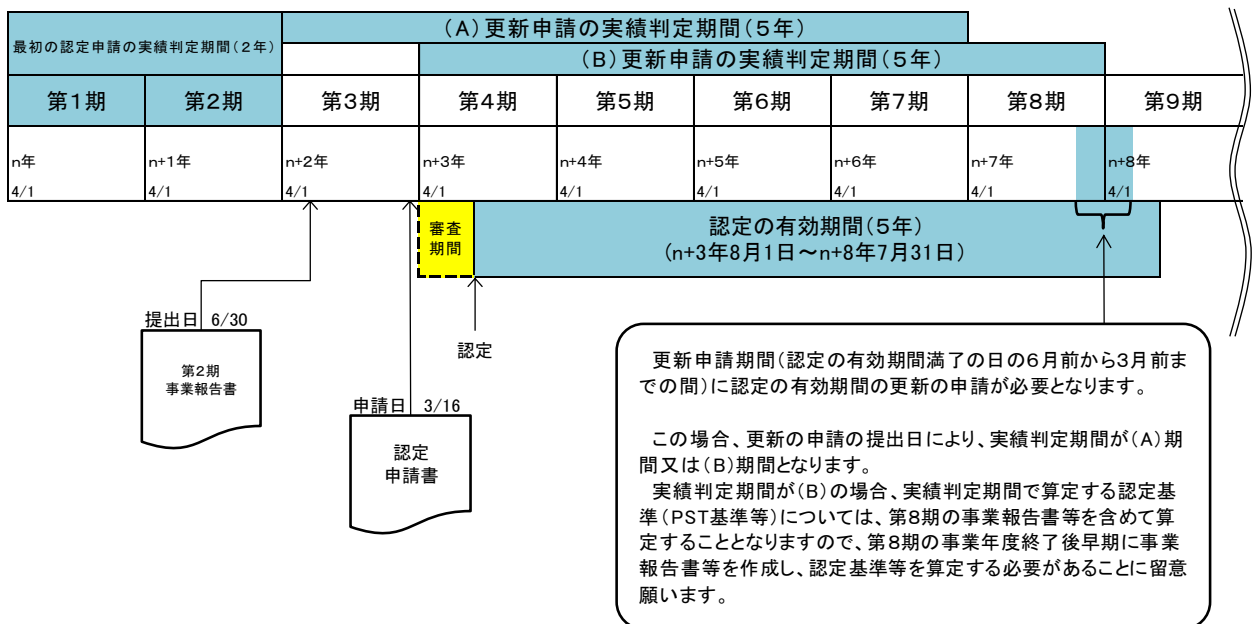 最初の認定申請の実績判定期間(2年)
(A)更新申請の実績判定期間(5年)
(B)更新申請の実績判定期間(5年)
第1期 第2期 第3期 第4期 第5期 第6期 第7期 第8期 第9期
n年 n+1年 n+2年 n+3年 n+4年 n+5年 n+6年 n+7年 n+8年
4/1 4/1 4/1 4/1 4/1 4/1 4/1 4/1 4/1
審査
期間
認定の有効期間(5年)
(n+3年8月1日～n+8年7月31日)
提出日 6/30
第2期
事業報告書
認定
申請日 3/16
認定
申請書
更新申請期間(認定の有効期間満了の日の6月前から3月前ま
での間)に認定の有効期間の更新の申請が必要となります。
この場合、更新の申請の提出日により、実績判定期間が(A)期
間又は(B)期間となります。
実績判定期間が(B)の場合、実績判定期間で算定する認定基
準(PST基準等)については、第8期の事業報告書等を含めて算
定することとなりますので、第8期の事業年度終了後早期に事業
報告書等を作成し、認定基準等を算定する必要があることに留意
願います。